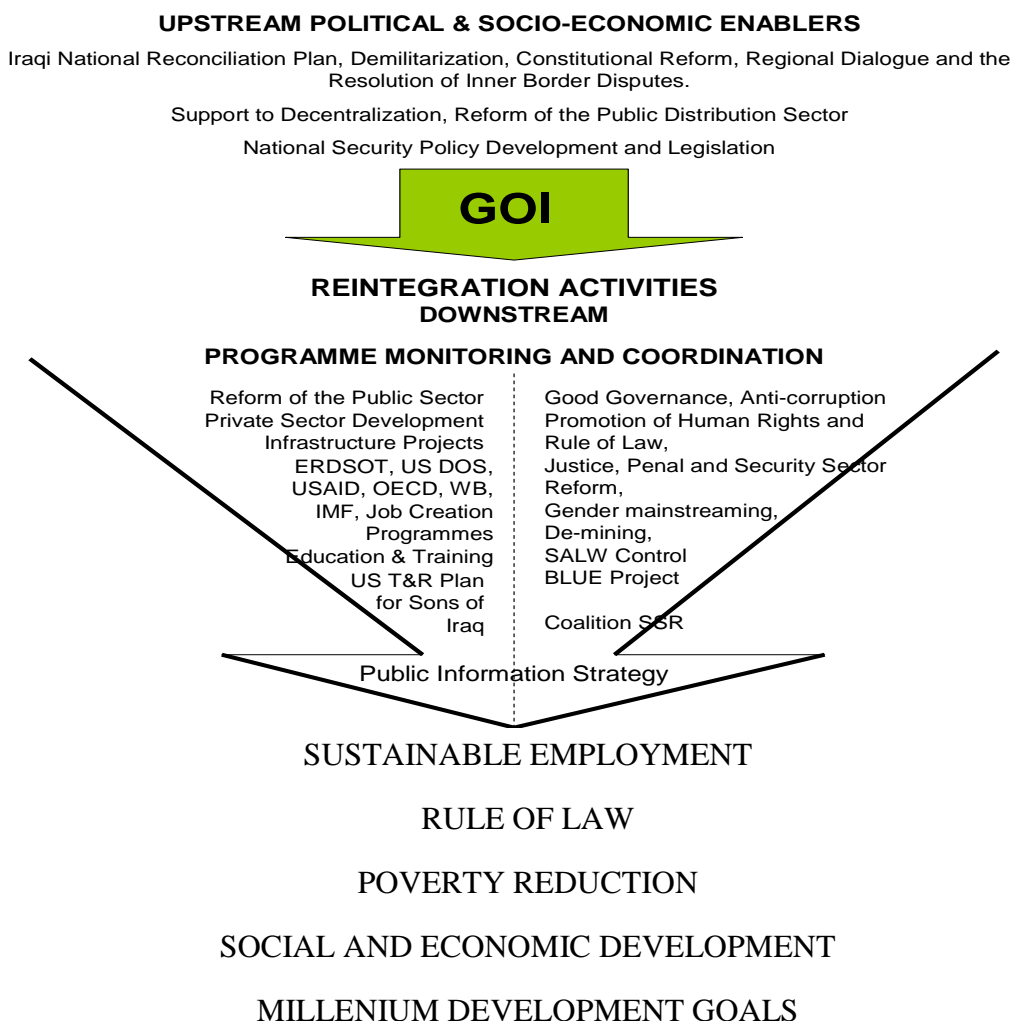 UPSTREAM POLITICAL & SOCIO-ECONOMIC ENABLERS
Iraqi National Reconciliation Plan, Demilitarization, Constitutional Reform, Regional Dialogue and the
Resolution of Inner Border Disputes.
Support to Decentralization, Reform of the Public Distribution Sector
National Security Policy Development and Legislation
GOI
REINTEGRATION ACTIVITIES
DOWNSTREAM
PROGRAMME MONITORING AND COORDINATION
Reform of the Public Sector
Private Sector Development
Infrastructure Projects
ERDSOT, US DOS,
USAID, OECD, WB,
IMF, Job Creation
Programmes
Education & Training
US T&R Plan
for Sons of
Iraq
Good Governance, Anti-corruption
Promotion of Human Rights and
Rule of Law,
Justice, Penal and Security Sector
Reform,
Gender mainstreaming,
De-mining,
SALW Control
BLUE Project
Coalition SSR
Public Information Strategy
SUSTAINABLE EMPLOYMENT
RULE OF LAW
POVERTY REDUCTION
SOCIAL AND ECONOMIC DEVELOPMENT
MILLENIUM DEVELOPMENT GOALS